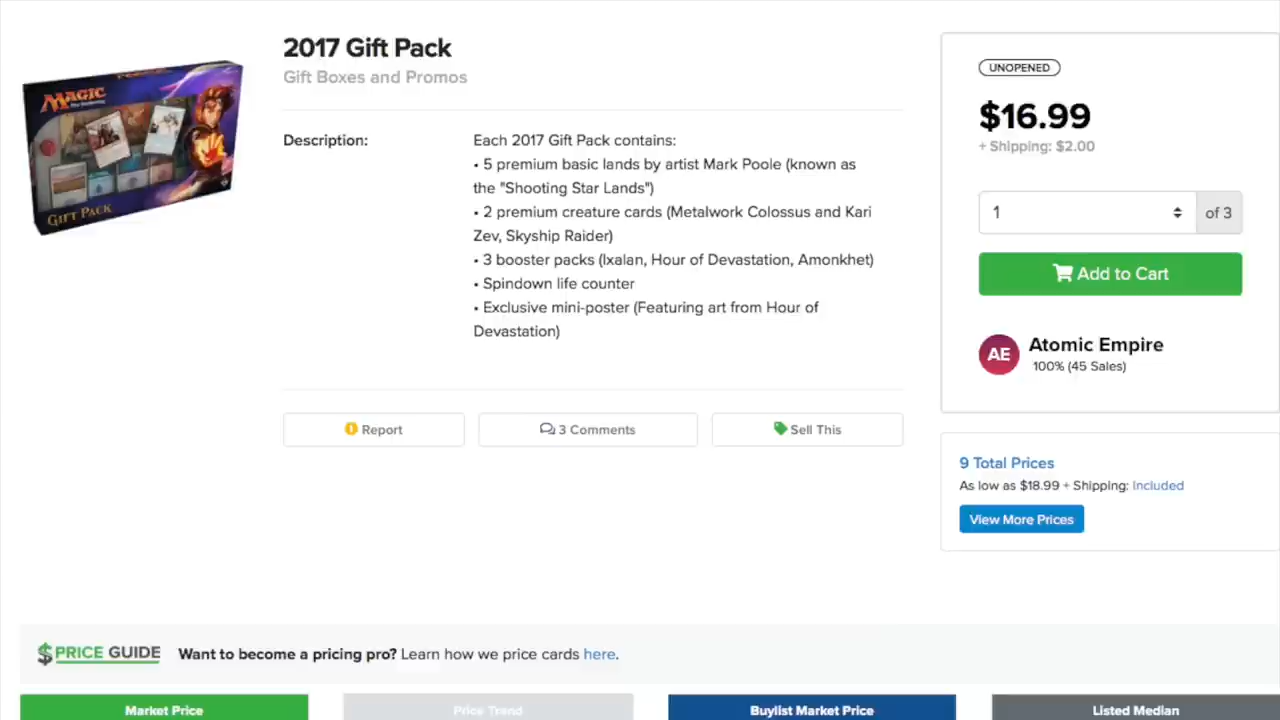 2017 Gift Pack
Gift Boxes and Promos
MAGIC
GIFT PACK
Description:
Each 2017 Gift Pack contains:
• 5 premium basic lands by artist Mark Poole (known as
the "Shooting Star Lands")
• 2 premium creature cards (Metalwork Colossus and Kari
Zev, Skyship Raider)
• 3 booster packs (Ixalan, Hour of Devastation, Amonkhet)
• Spindown life counter
• Exclusive mini-poster (Featuring art from Hour of
Devastation)
Report
3 Comments
Sell This
UNOPENED
$16.99
+ Shipping: $2.00
1
of 3
Add to Cart
AE
Atomic Empire
100% (45 Sales)
9 Total Prices
As low as $18.99 + Shipping: Included
View More Prices
$PRICE GUIDE
Want to become a pricing pro? Learn how we price cards here.
Market Price
Price Trend
Buylist Market Price
Listed Median